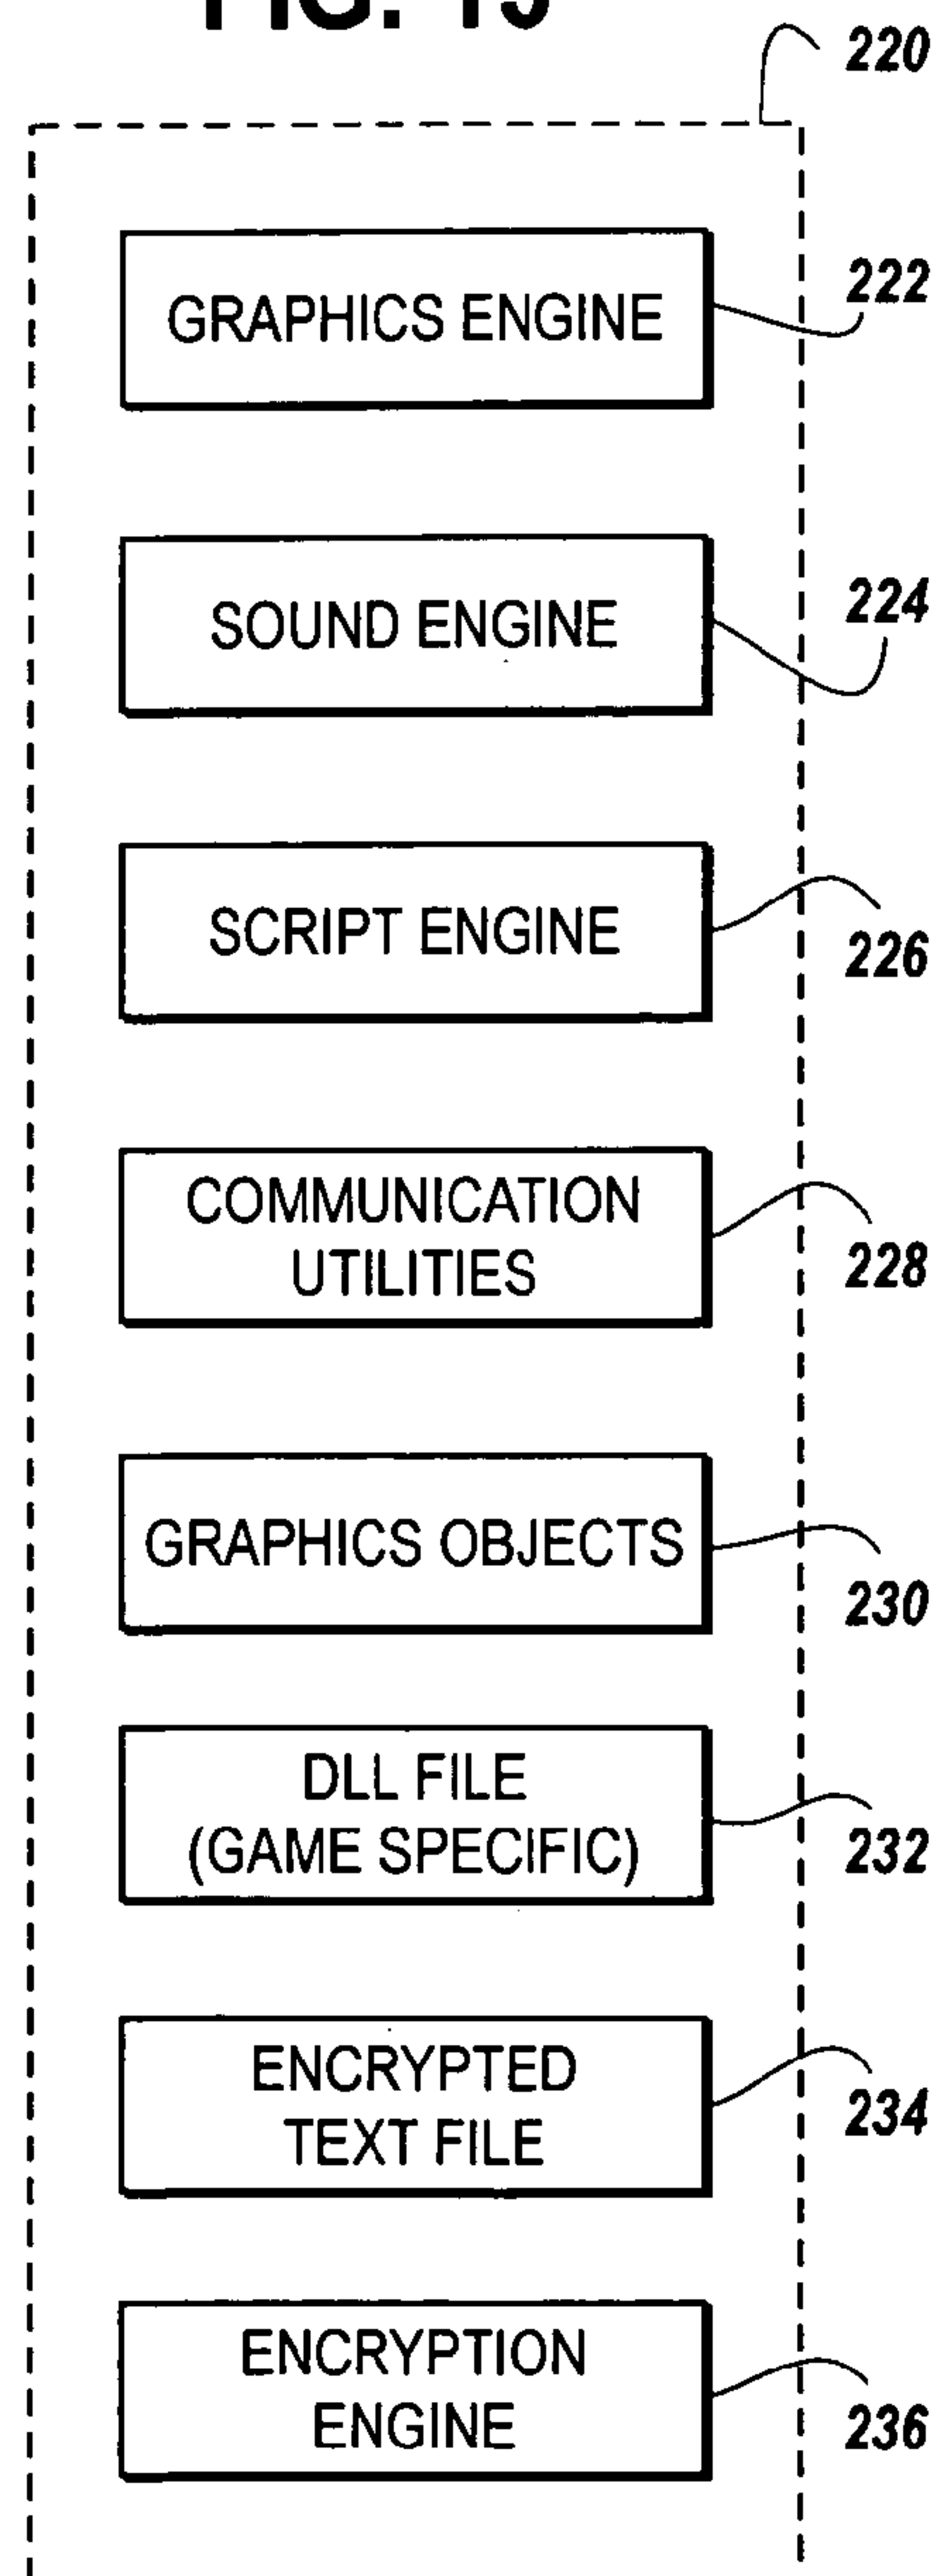 220
GRAPHICS ENGINE
222
SOUND ENGINE
224
SCRIPT ENGINE
226
COMMUNICATION
UTILITIES
228
GRAPHICS OBJECTS
230
DLL FILE
(GAME SPECIFIC)
232
ENCRYPTED
TEXT FILE
234
ENCRYPTION
ENGINE
236